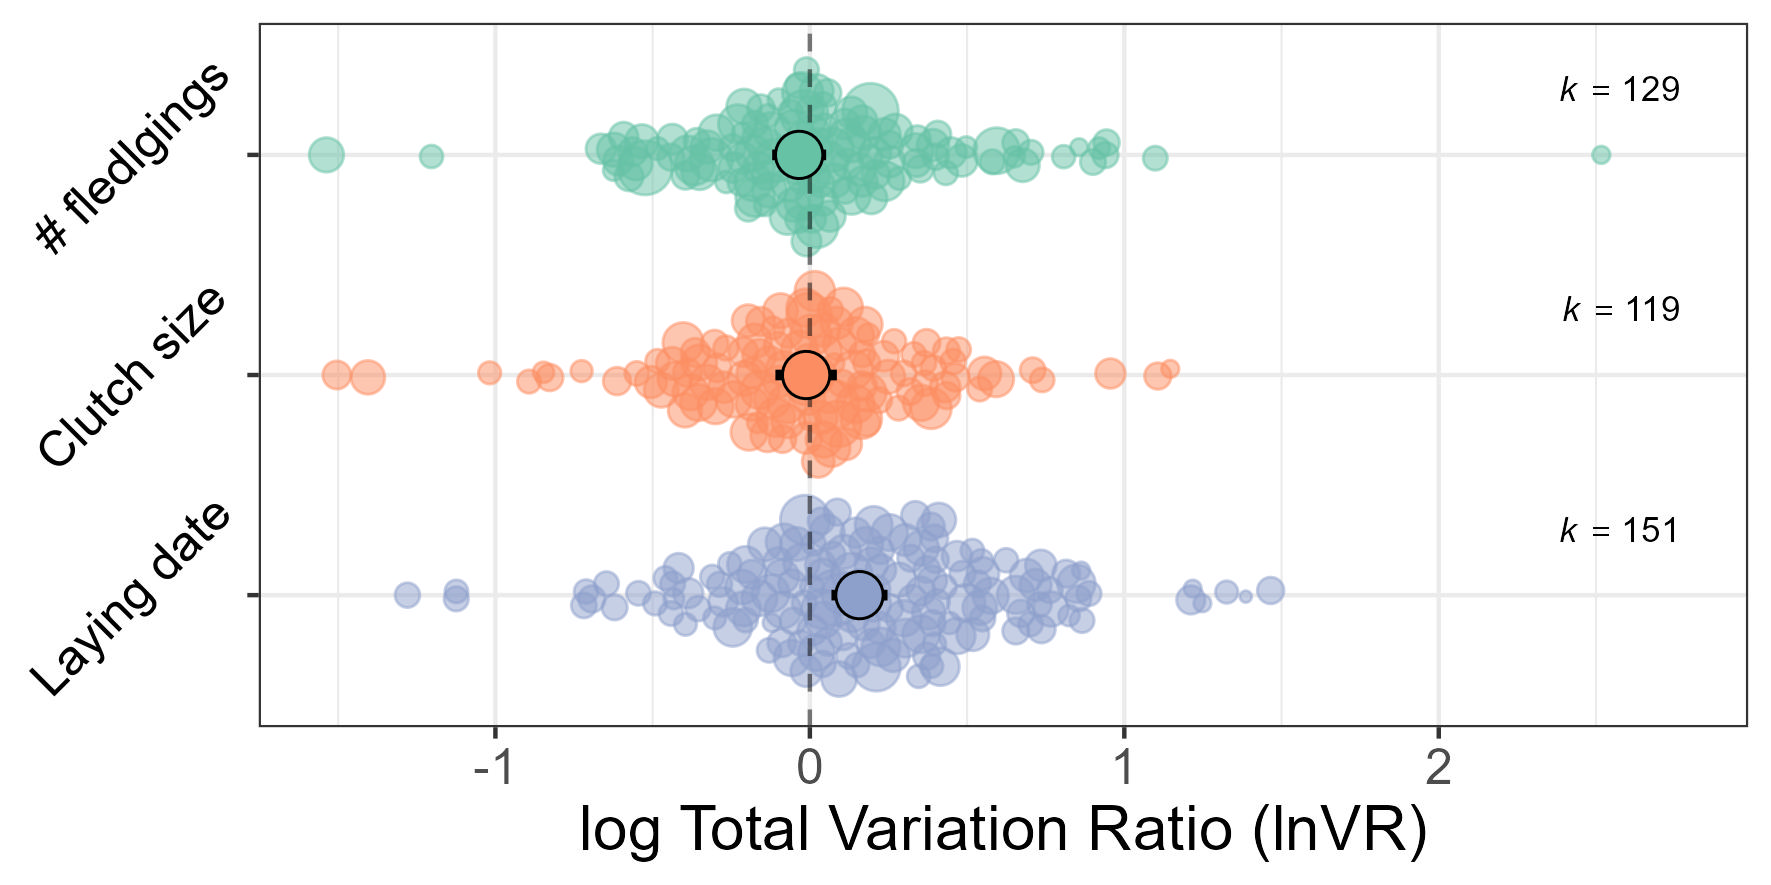 # fledlgings
k = 129
Clutch size
k = 119
Laying date
k = 151
-1 0 1 2
log Total Variation Ratio (lnVR)